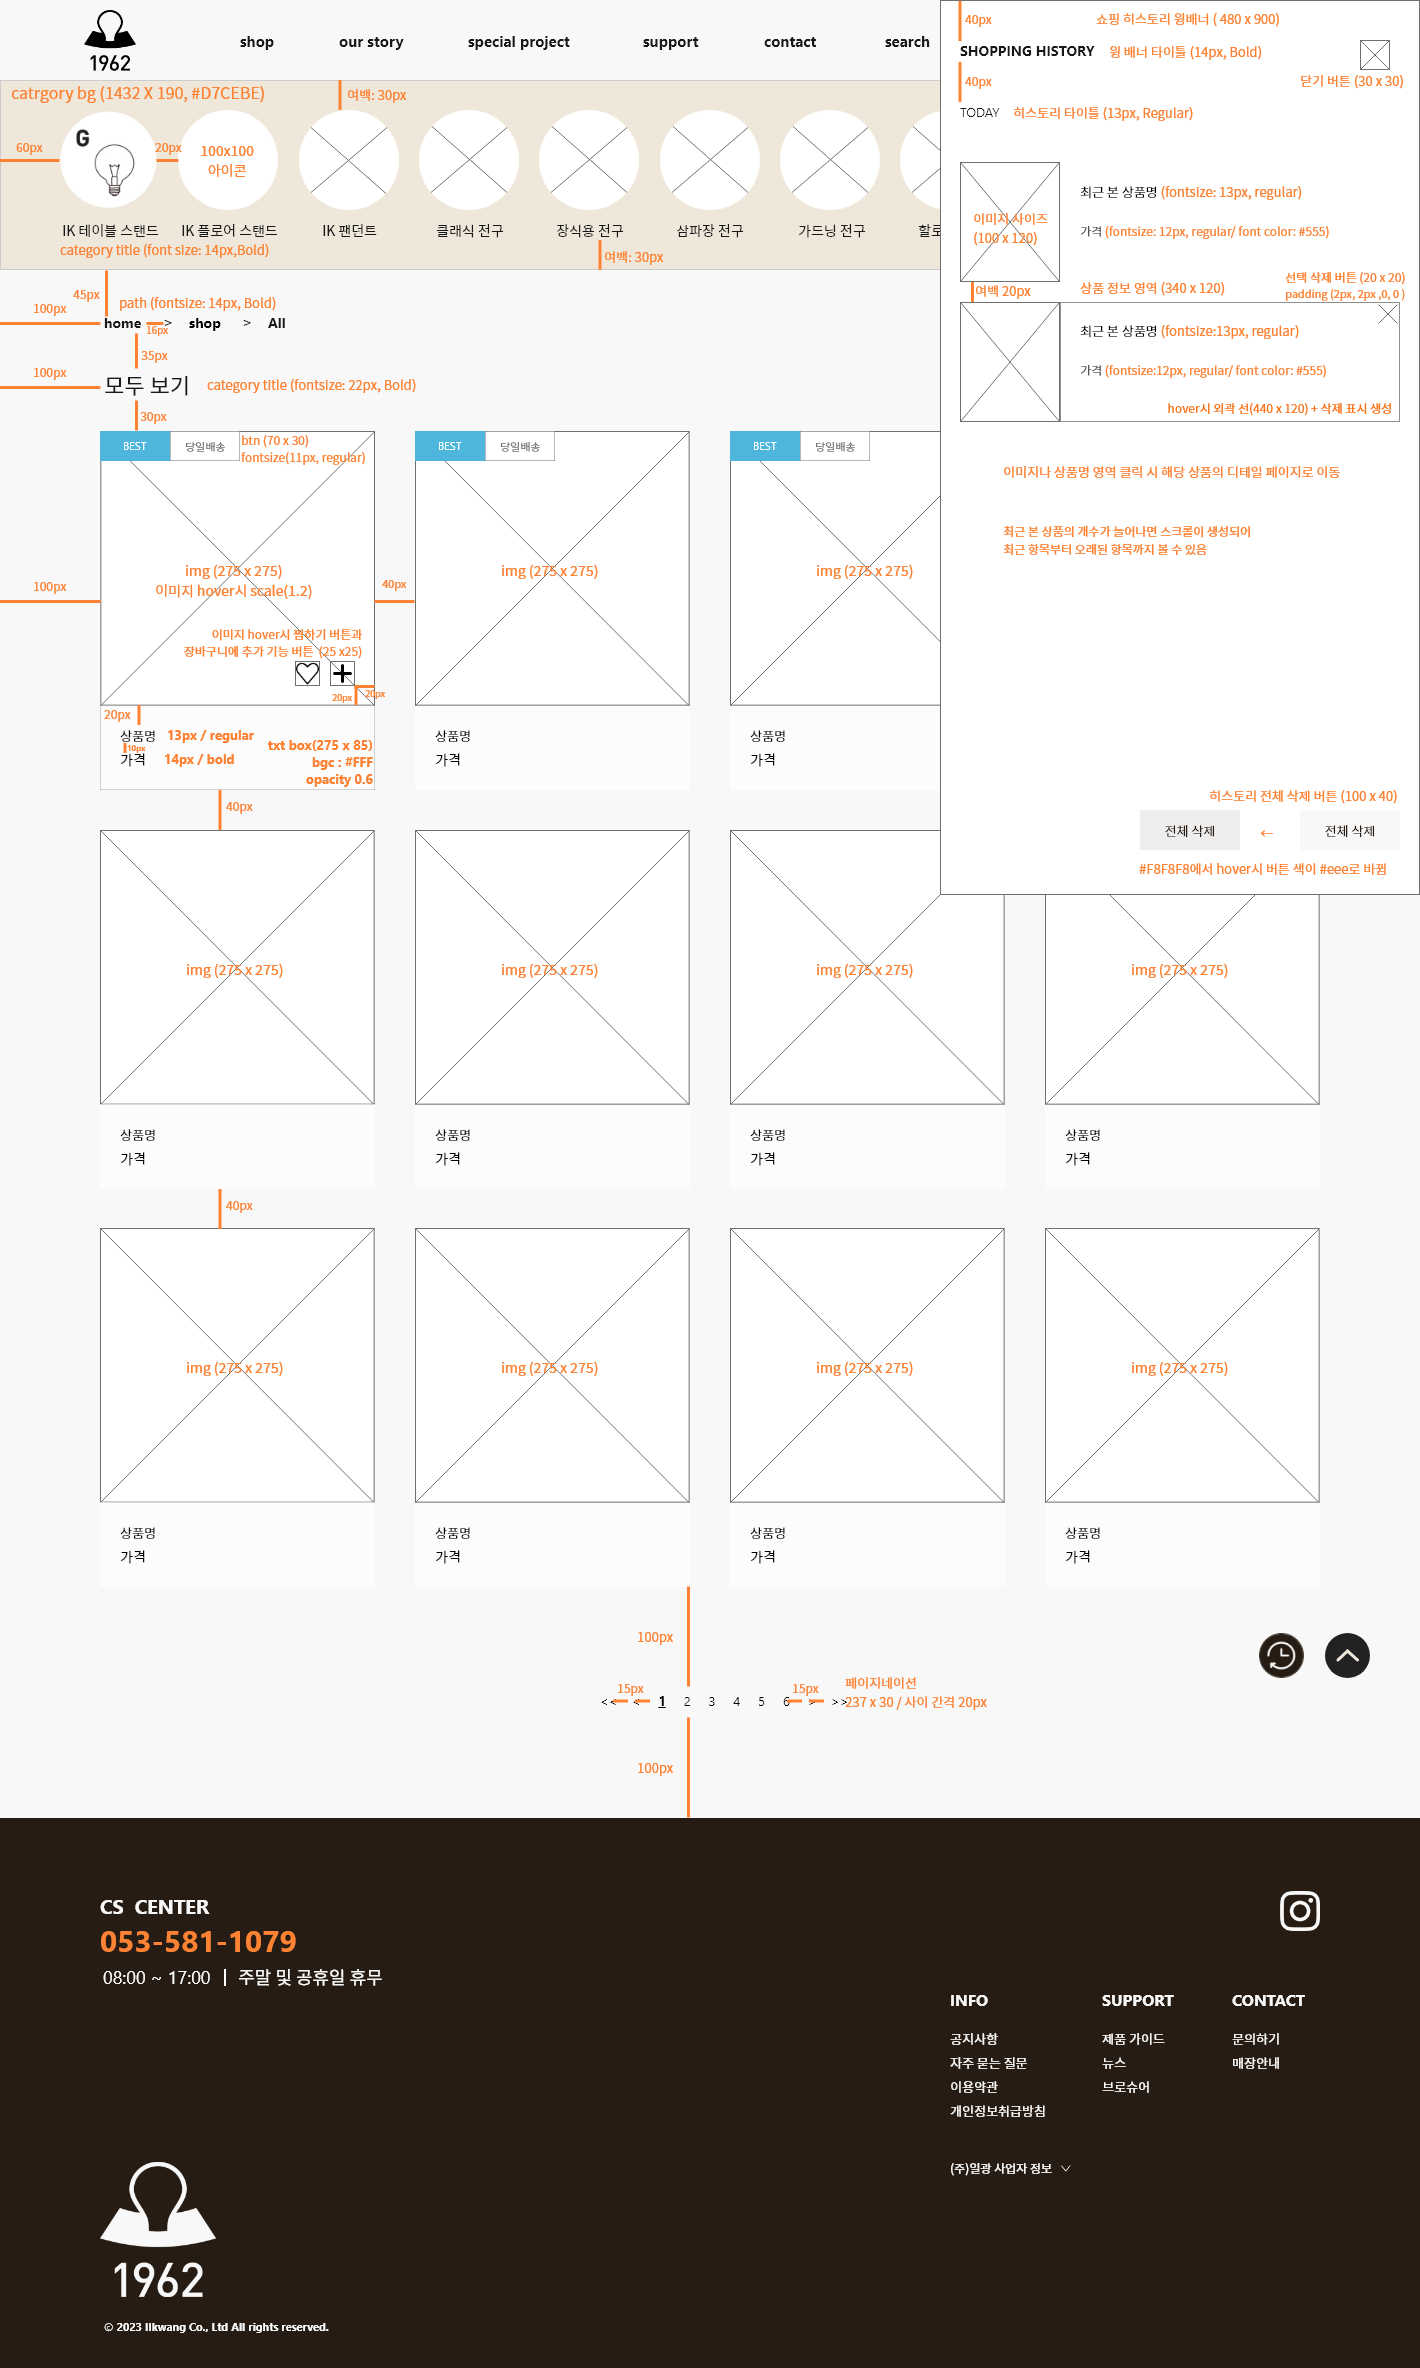 1962
shop
our story
special project
support
contact
search
catrgory bg (1432 X 190, #D7CEBE)
여백: 30px
60px
G
20px
100x100
아이콘
IK 테이블 스탠드
IK 플로어 스탠드
IK 팬던트
클래식 전구
장식용 전구
삼파장 전구
가드닝 전구
할로
category title (font size: 14px,Bold)
여백: 30px
45px
100px
path (fontsize: 14px, Bold)
home > shop > All
16px
35px
100px
모두 보기
category title (fontsize: 22px, Bold)
30px
BEST
당일배송
btn (70 x 30)
fontsize(11px, regular)
BEST
당일배송
BEST
당일배송
100px
img (275 x 275)
이미지 hover시 scale(1.2)
40px
img (275 x 275)
img (275 x 275)
이미지 hover시 찜하기 버튼과
장바구니에 추가 기능 버튼 (25 x25)
20px
20px
20px
상품명
13px / regular
10px
가격
14px / bold
txt box(275 x 85)
bgc : #FFF
opacity 0.6
상품명
가격
상품명
가격
40px
40px
쇼핑 히스토리 윙배너 ( 480 x 900)
SHOPPING HISTORY
윙 배너 타이틀 (14px, Bold)
40px
닫기 버튼 (30 x 30)
TODAY
히스토리 타이틀 (13px, Regular)
이미지 사이즈
(100 x 120)
최근 본 상품명 (fontsize: 13px, regular)
가격 (fontsize: 12px, regular/ font color: #555)
여백 20px
상품 정보 영역 (340 x 120)
선택 삭제 버튼 (20 x 20)
padding (2px, 2px ,0, 0 )
최근 본 상품명 (fontsize:13px, regular)
가격 (fontsize:12px, regular/ font color: #555)
hover시 외곽 선(440 x 120) + 삭제 표시 생성
이미지나 상품명 영역 클릭 시 해당 상품의 디테일 페이지로 이동
최근 본 상품의 개수가 늘어나면 스크롤이 생성되어
최근 항목부터 오래된 항목까지 볼 수 있음
히스토리 전체 삭제 버튼 (100 x 40)
전체 삭제 ← 전체 삭제
#F8F8F8에서 hover시 버튼 색이 #eee로 바뀜
img (275 x 275)
img (275 x 275)
img (275 x 275)
img (275 x 275)
상품명
가격
상품명
가격
상품명
가격
상품명
가격
40px
img (275 x 275)
img (275 x 275)
img (275 x 275)
img (275 x 275)
상품명
가격
상품명
가격
상품명
가격
상품명
가격
100px
15px
15px
페이지네이션
<< < 1 2 3 4 5 6 > >>
237 x 30 / 사이 간격 20px
100px
CS CENTER
053-581-1079
08:00 ~ 17:00 | 주말 및 공휴일 휴무
INFO
공지사항
자주 묻는 질문
이용약관
개인정보취급방침
SUPPORT
제품 가이드
뉴스
브로슈어
CONTACT
문의하기
매장안내
(주)일광 사업자 정보
1962
© 2023 Ilkwang Co., Ltd All rights reserved.